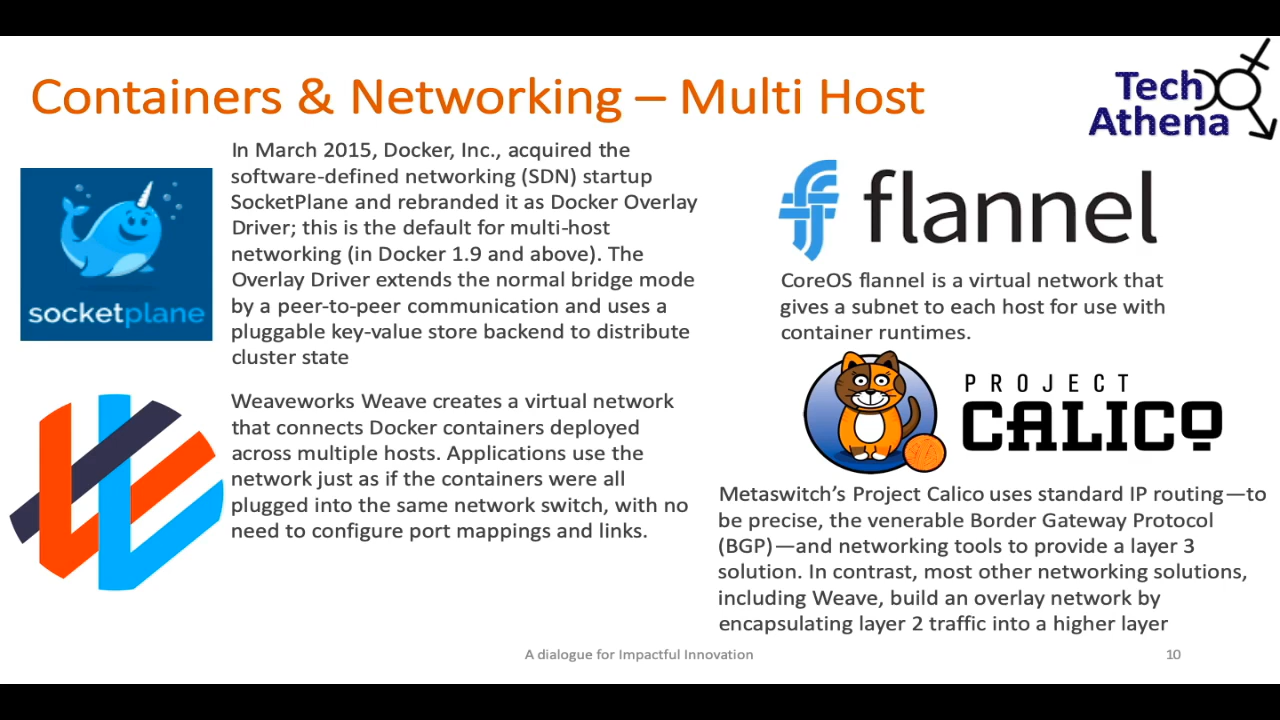 Containers & Networking – Multi Host
Tech
Athena
socketplane
In March 2015, Docker, Inc., acquired the
software-defined networking (SDN) startup
SocketPlane and rebranded it as Docker Overlay
Driver; this is the default for multi-host
networking (in Docker 1.9 and above). The
Overlay Driver extends the normal bridge mode
by a peer-to-peer communication and uses a
pluggable key-value store backend to distribute
cluster state
Weaveworks Weave creates a virtual network
that connects Docker containers deployed
across multiple hosts. Applications use the
network just as if the containers were all
plugged into the same network switch, with no
need to configure port mappings and links.
flannel
CoreOS flannel is a virtual network that
gives a subnet to each host for use with
container runtimes.
PROJECT
CALICO
Metaswitch’s Project Calico uses standard IP routing—to
be precise, the venerable Border Gateway Protocol
(BGP)—and networking tools to provide a layer 3
solution. In contrast, most other networking solutions,
including Weave, build an overlay network by
encapsulating layer 2 traffic into a higher layer
A dialogue for Impactful Innovation
10